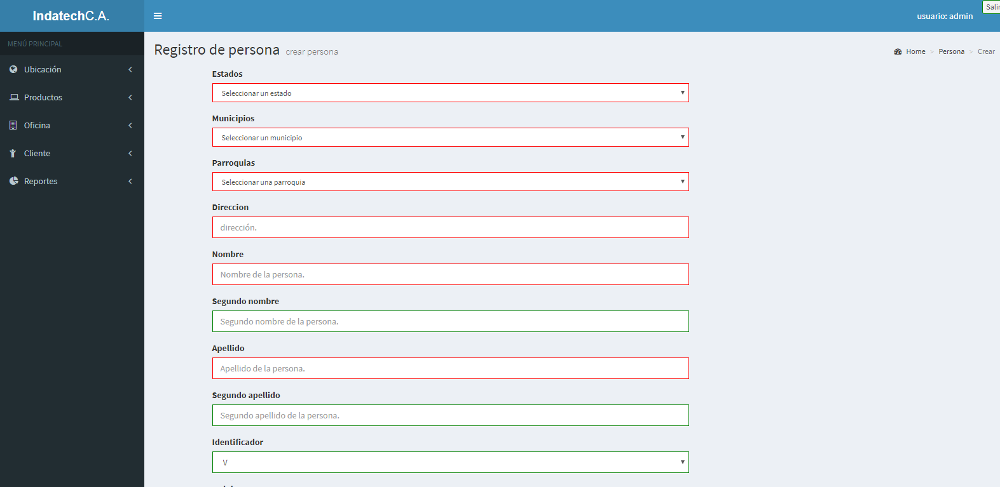 IndatechC.A.
usuario: admin
Salir
MENÚ PRINCIPAL
Ubicación
Productos
Oficina
Cliente
Reportes
Registro de persona crear persona
Home > Persona > Crear
Estados
Seleccionar un estado
Municipios
Seleccionar un municipio
Parroquias
Seleccionar una parroquia
Direccion
dirección.
Nombre
Nombre de la persona.
Segundo nombre
Segundo nombre de la persona.
Apellido
Apellido de la persona.
Segundo apellido
Segundo apellido de la persona.
Identificador
V